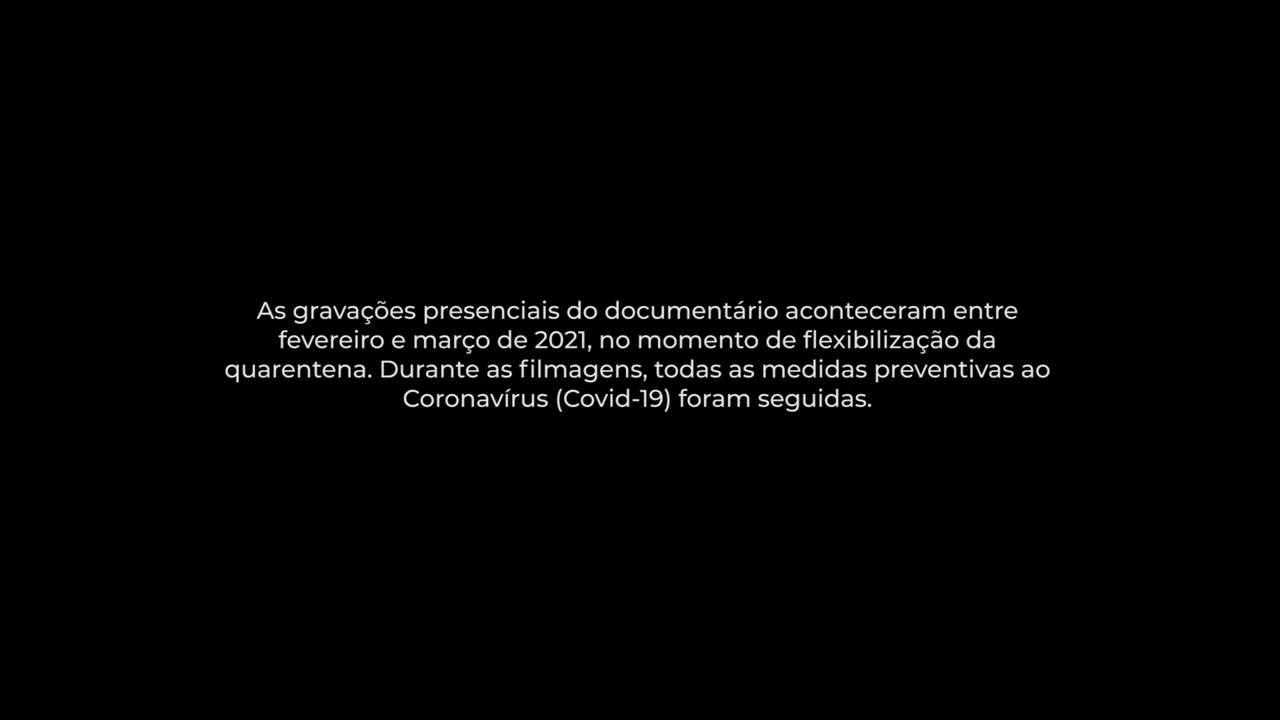 As gravações presenciais do documentário aconteceram entre
fevereiro e março de 2021, no momento de flexibilização da
quarentena. Durante as filmagens, todas as medidas preventivas ao
Coronavírus (Covid-19) foram seguidas.